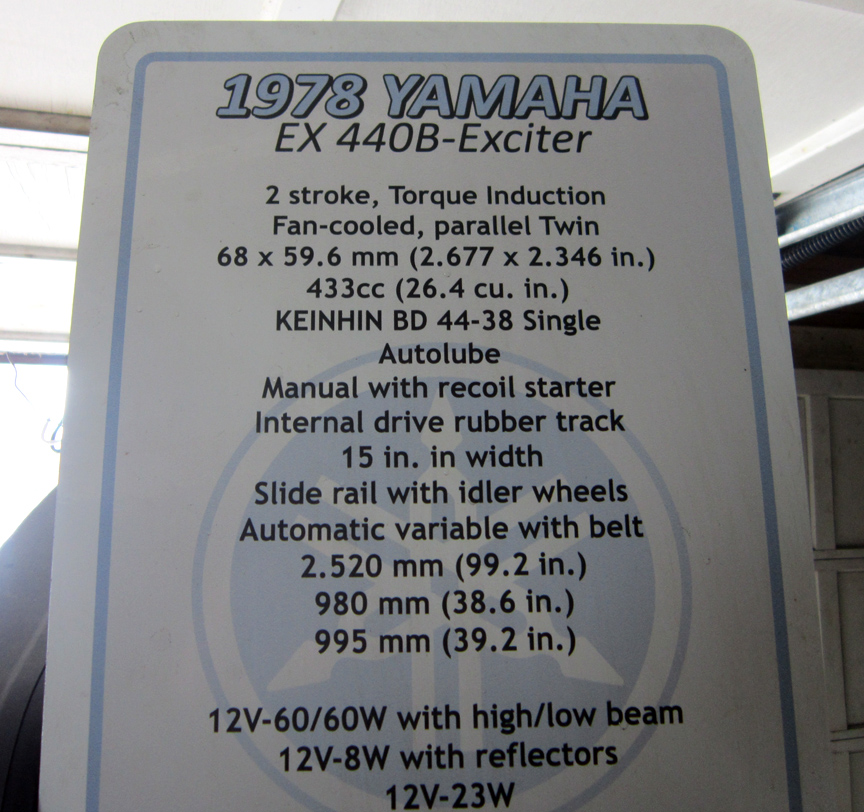 1978 YAMAHA
EX 440B-Exciter
2 stroke, Torque Induction
Fan-cooled, parallel Twin
68 x 59.6 mm (2.677 x 2.346 in.)
433cc (26.4 cu. in.)
KEINHIN BD 44-38 Single
Autolube
Manual with recoil starter
Internal drive rubber track
15 in. in width
Slide rail with idler wheels
Automatic variable with belt
2.520 mm (99.2 in.)
980 mm (38.6 in.)
995 mm (39.2 in.)
12V-60/60W with high/low beam
12V-8W with reflectors
12V-23W